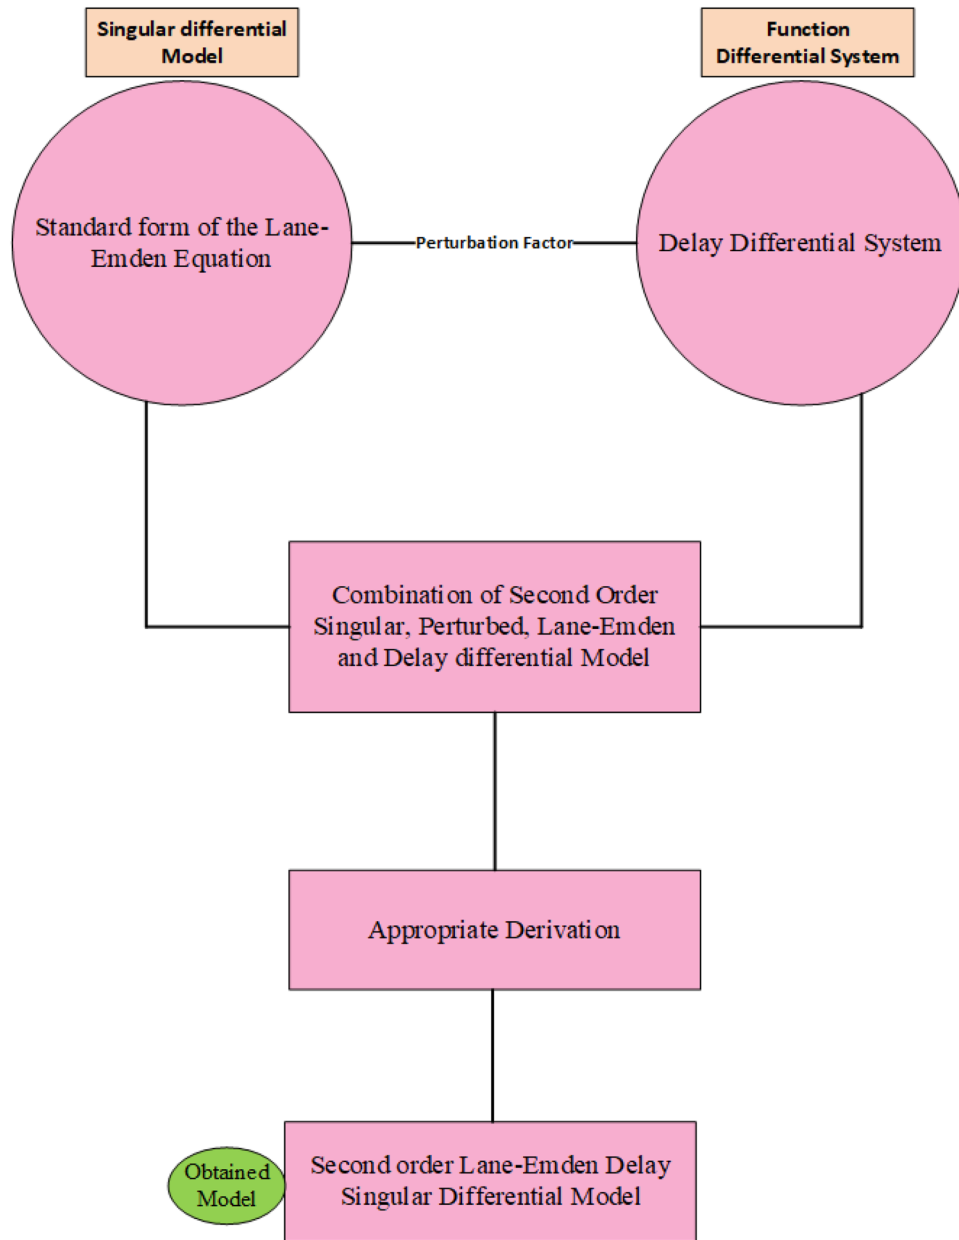 Singular differential
Model
Function
Differential System
Standard form of the Lane-
Emden Equation
Perturbation Factor
Delay Differential System
Combination of Second Order
Singular, Perturbed, Lane-Emden
and Delay differential Model
Appropriate Derivation
Obtained
Model
Second order Lane-Emden Delay
Singular Differential Model